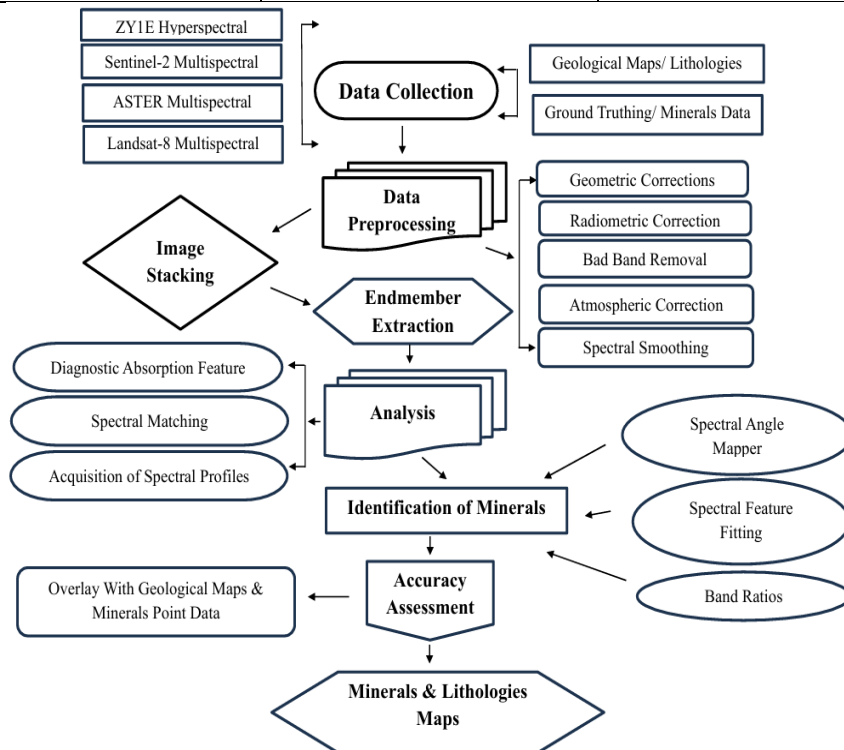 ZY1E Hyperspectral
Sentinel-2 Multispectral
ASTER Multispectral
Landsat-8 Multispectral
Data Collection
Geological Maps/ Lithologies
Ground Truthing/ Minerals Data
Data
Preprocessing
Geometric Corrections
Radiometric Correction
Bad Band Removal
Atmospheric Correction
Spectral Smoothing
Image
Stacking
Endmember
Extraction
Diagnostic Absorption Feature
Spectral Matching
Acquisition of Spectral Profiles
Analysis
Spectral Angle
Mapper
Spectral Feature
Fitting
Band Ratios
Identification of Minerals
Accuracy
Assessment
Overlay With Geological Maps &
Minerals Point Data
Minerals & Lithologies
Maps